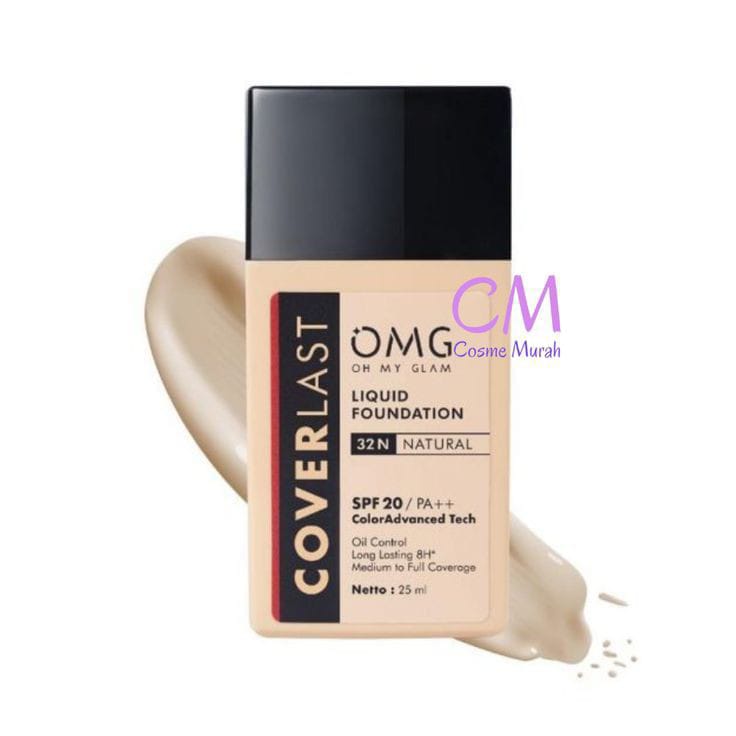 CM
Cosme Murah
COVERLAST
OMG
OH MY GLAM
LIQUID
FOUNDATION
32N NATURAL
SPF 20 / PA++
ColorAdvanced Tech
Oil Control
Long Lasting 8H*
Medium to Full Coverage
Netto : 25 ml